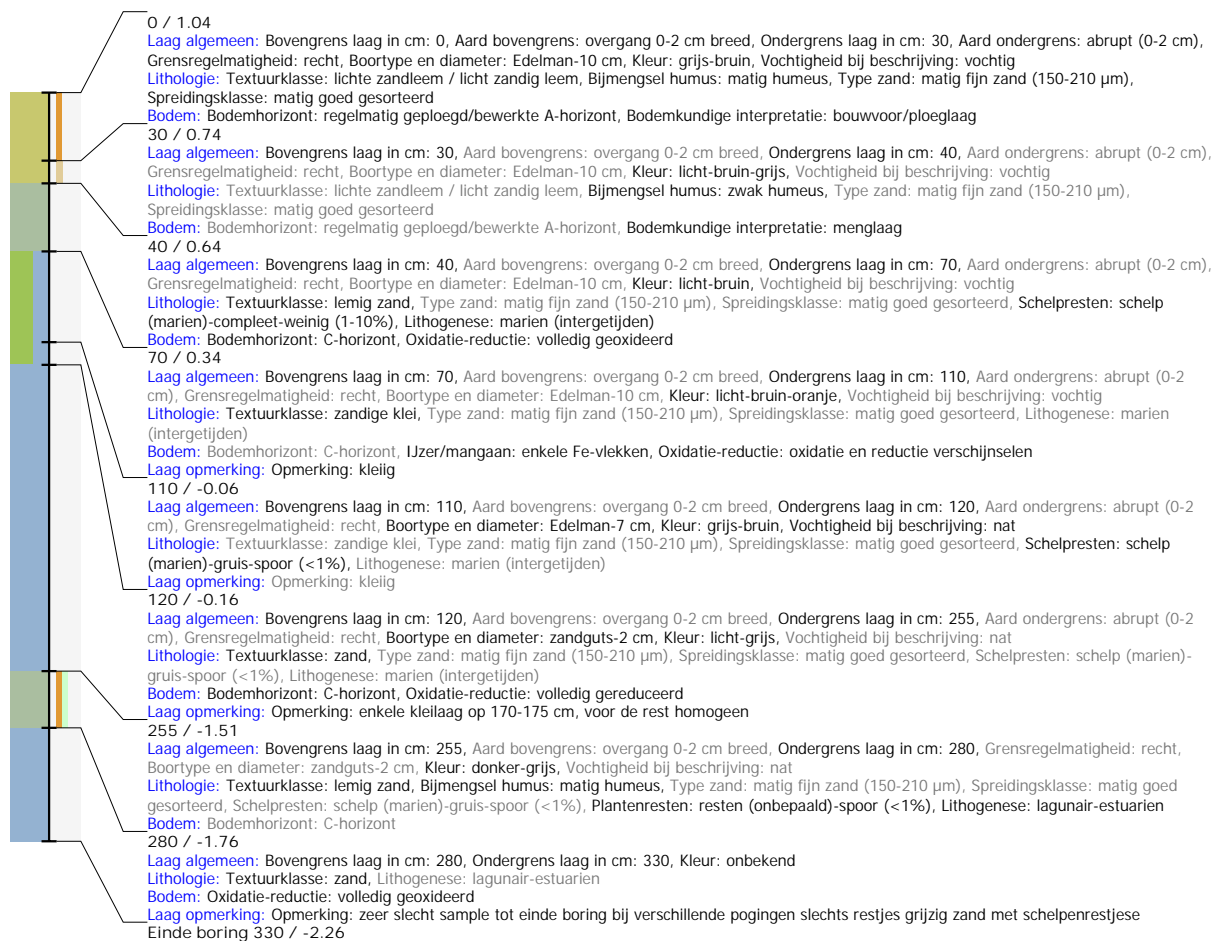 0 / 1.04
Laag algemeen: Bovengrens laag in cm: 0, Aard bovengrens: overgang 0-2 cm breed, Ondergrens laag in cm: 30, Aard ondergrens: abrupt (0-2 cm),
Grensregelmatigheid: recht, Boortype en diameter: Edelman-10 cm, Kleur: grijs-bruin, Vochtigheid bij beschrijving: vochtig
Lithologie: Textuurklasse: lichte zandleem / licht zandig leem, Bijmengsel humus: matig humeus, Type zand: matig fijn zand (150-210 µm),
Spreidingsklasse: matig goed gesorteerd
Bodem: Bodemhorizont: regelmatig geploegd/bewerkte A-horizont, Bodemkundige interpretatie: bouwvoor/ploeglaag
30 / 0.74
Laag algemeen: Bovengrens laag in cm: 30, Aard bovengrens: overgang 0-2 cm breed, Ondergrens laag in cm: 40, Aard ondergrens: abrupt (0-2 cm),
Grensregelmatigheid: recht, Boortype en diameter: Edelman-10 cm, Kleur: licht-bruin-grijs, Vochtigheid bij beschrijving: vochtig
Lithologie: Textuurklasse: lichte zandleem / licht zandig leem, Bijmengsel humus: zwak humeus, Type zand: matig fijn zand (150-210 µm),
Spreidingsklasse: matig goed gesorteerd
Bodem: Bodemhorizont: regelmatig geploegd/bewerkte A-horizont, Bodemkundige interpretatie: menglaag
40 / 0.64
Laag algemeen: Bovengrens laag in cm: 40, Aard bovengrens: overgang 0-2 cm breed, Ondergrens laag in cm: 70, Aard ondergrens: abrupt (0-2 cm),
Grensregelmatigheid: recht, Boortype en diameter: Edelman-10 cm, Kleur: licht-bruin, Vochtigheid bij beschrijving: vochtig
Lithologie: Textuurklasse: lemig zand, Type zand: matig fijn zand (150-210 µm), Spreidingsklasse: matig goed gesorteerd, Schelpresten: schelp
(marien)-compleet-weinig (1-10%), Lithogenese: marien (intergetijden)
Bodem: Bodemhorizont: C-horizont, Oxidatie-reductie: volledig geoxideerd
70 / 0.34
Laag algemeen: Bovengrens laag in cm: 70, Aard bovengrens: overgang 0-2 cm breed, Ondergrens laag in cm: 110, Aard ondergrens: abrupt (0-2
cm), Grensregelmatigheid: recht, Boortype en diameter: Edelman-10 cm, Kleur: licht-bruin-oranje, Vochtigheid bij beschrijving: vochtig
Lithologie: Textuurklasse: zandige klei, Type zand: matig fijn zand (150-210 µm), Spreidingsklasse: matig goed gesorteerd, Lithogenese: marien
(intergetijden)
Bodem: Bodemhorizont: C-horizont, IJzer/mangaan: enkele Fe-vlekken, Oxidatie-reductie: oxidatie en reductie verschijnselen
Laag opmerking: Opmerking: kleiig
110 / -0.06
Laag algemeen: Bovengrens laag in cm: 110, Aard bovengrens: overgang 0-2 cm breed, Ondergrens laag in cm: 120, Aard ondergrens: abrupt (0-2
cm), Grensregelmatigheid: recht, Boortype en diameter: Edelman-7 cm, Kleur: grijs-bruin, Vochtigheid bij beschrijving: nat
Lithologie: Textuurklasse: zandige klei, Type zand: matig fijn zand (150-210 µm), Spreidingsklasse: matig goed gesorteerd, Schelpresten: schelp
(marien)-gruis-spoor (<1%), Lithogenese: marien (intergetijden)
Laag opmerking: Opmerking: kleiig
120 / -0.16
Laag algemeen: Bovengrens laag in cm: 120, Aard bovengrens: overgang 0-2 cm breed, Ondergrens laag in cm: 255, Aard ondergrens: abrupt (0-2
cm), Grensregelmatigheid: recht, Boortype en diameter: zandguts-2 cm, Kleur: licht-grijs, Vochtigheid bij beschrijving: nat
Lithologie: Textuurklasse: zand, Type zand: matig fijn zand (150-210 µm), Spreidingsklasse: matig goed gesorteerd, Schelpresten: schelp (marien)-
gruis-spoor (<1%), Lithogenese: marien (intergetijden)
Bodem: Bodemhorizont: C-horizont, Oxidatie-reductie: volledig gereduceerd
Laag opmerking: Opmerking: enkele kleilaag op 170-175 cm, voor de rest homogeen
255 / -1.51
Laag algemeen: Bovengrens laag in cm: 255, Aard bovengrens: overgang 0-2 cm breed, Ondergrens laag in cm: 280, Grensregelmatigheid: recht,
Boortype en diameter: zandguts-2 cm, Kleur: donker-grijs, Vochtigheid bij beschrijving: nat
Lithologie: Textuurklasse: lemig zand, Bijmengsel humus: matig humeus, Type zand: matig fijn zand (150-210 µm), Spreidingsklasse: matig goed
gesorteerd, Schelpresten: schelp (marien)-gruis-spoor (<1%), Plantenresten: resten (onbepaald)-spoor (<1%), Lithogenese: lagunair-estuarien
Bodem: Bodemhorizont: C-horizont
280 / -1.76
Laag algemeen: Bovengrens laag in cm: 280, Ondergrens laag in cm: 330, Kleur: onbekend
Lithologie: Textuurklasse: zand, Lithogenese: lagunair-estuarien
Bodem: Oxidatie-reductie: volledig geoxideerd
Laag opmerking: Opmerking: zeer slecht sample tot einde boring bij verschillende pogingen slechts restjes grijzig zand met schelpenrestjese
Einde boring 330 / -2.26